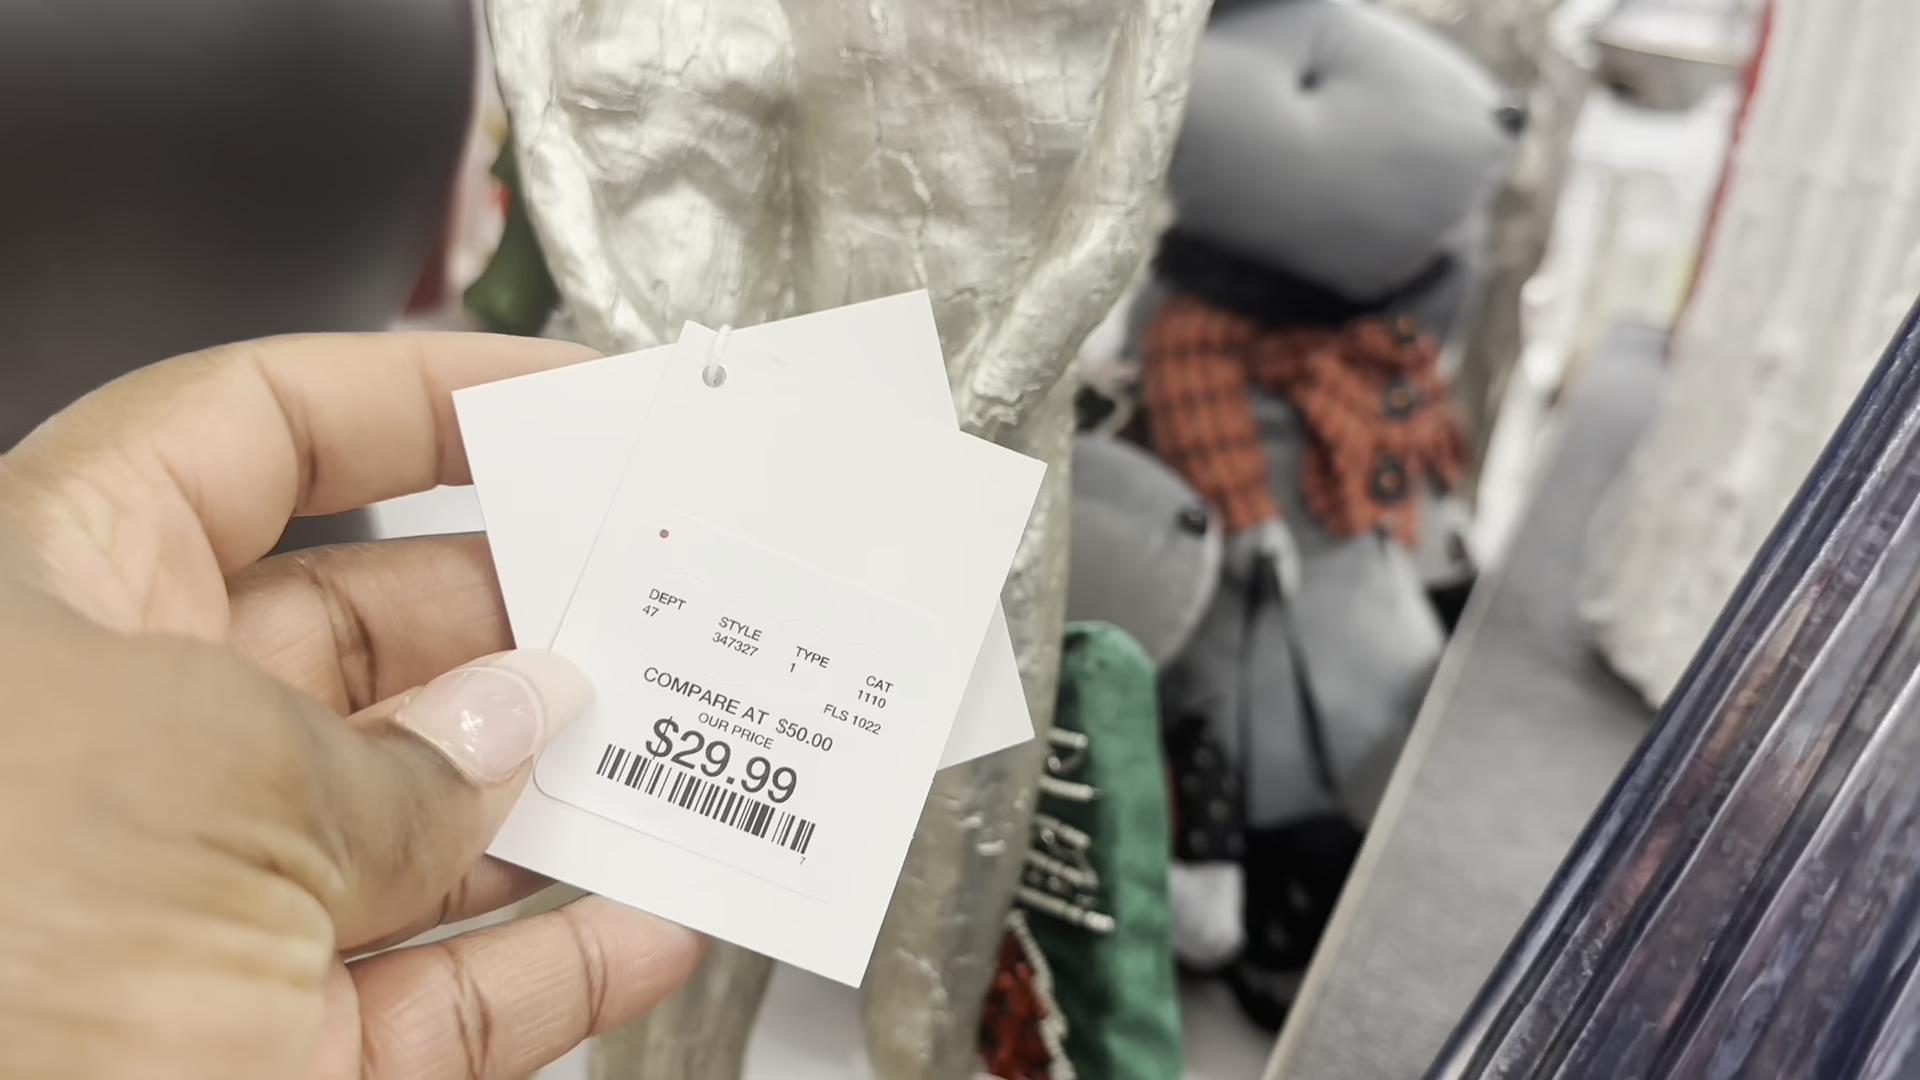 DEPT
47
STYLE
347327
TYPE
1
CAT
1110
FLS 1022
COMPARE AT $50.00
OUR PRICE
$29.99
7